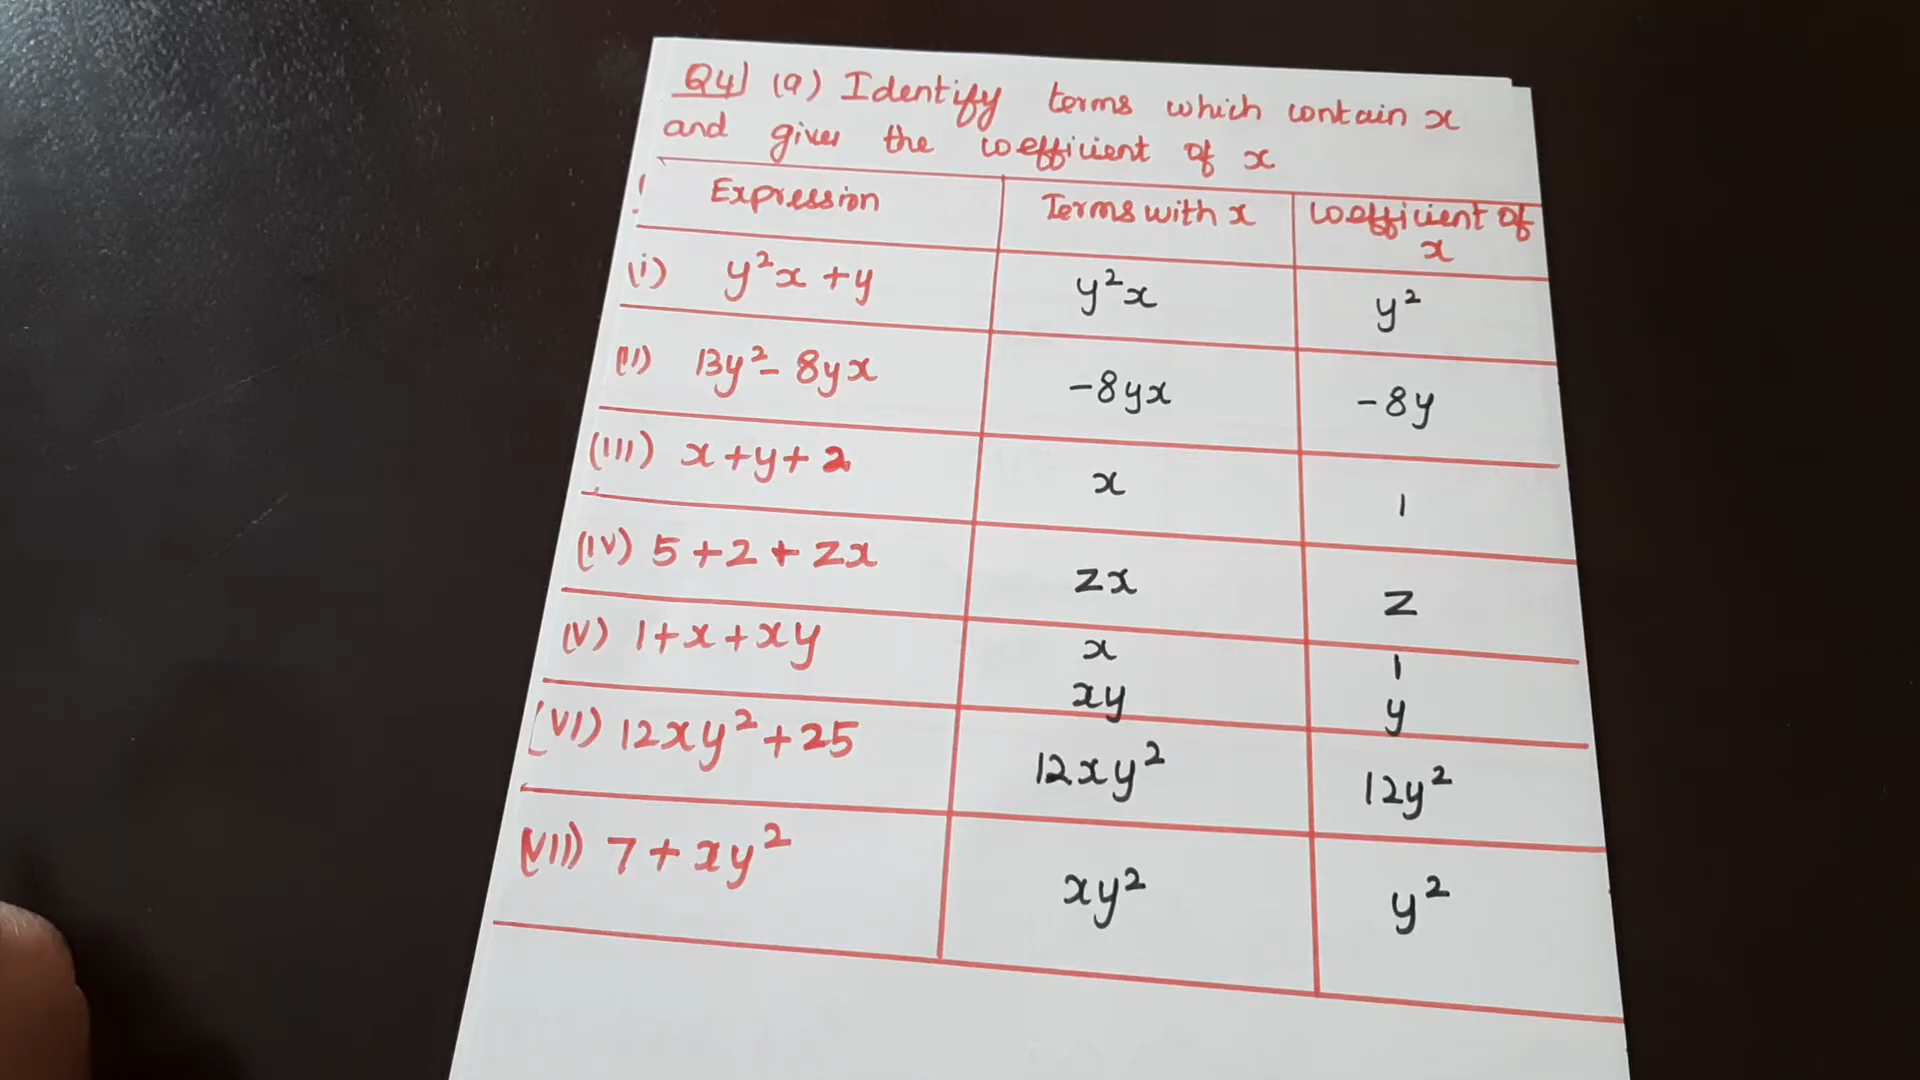 Q4) (a) Identify terms which contain x
and gives the coefficient of x
Expression Terms with x Coefficient of
x
(i) y²x + y y²x y²
(II) 13y² - 8yx -8yx -8y
(III) x + y + 2 x 1
(IV) 5 + 2 + zx zx z
(V) 1 + x + xy x 1
xy y
(VI) 12xy² + 25 12xy² 12y²
(VII) 7 + xy² xy² y²